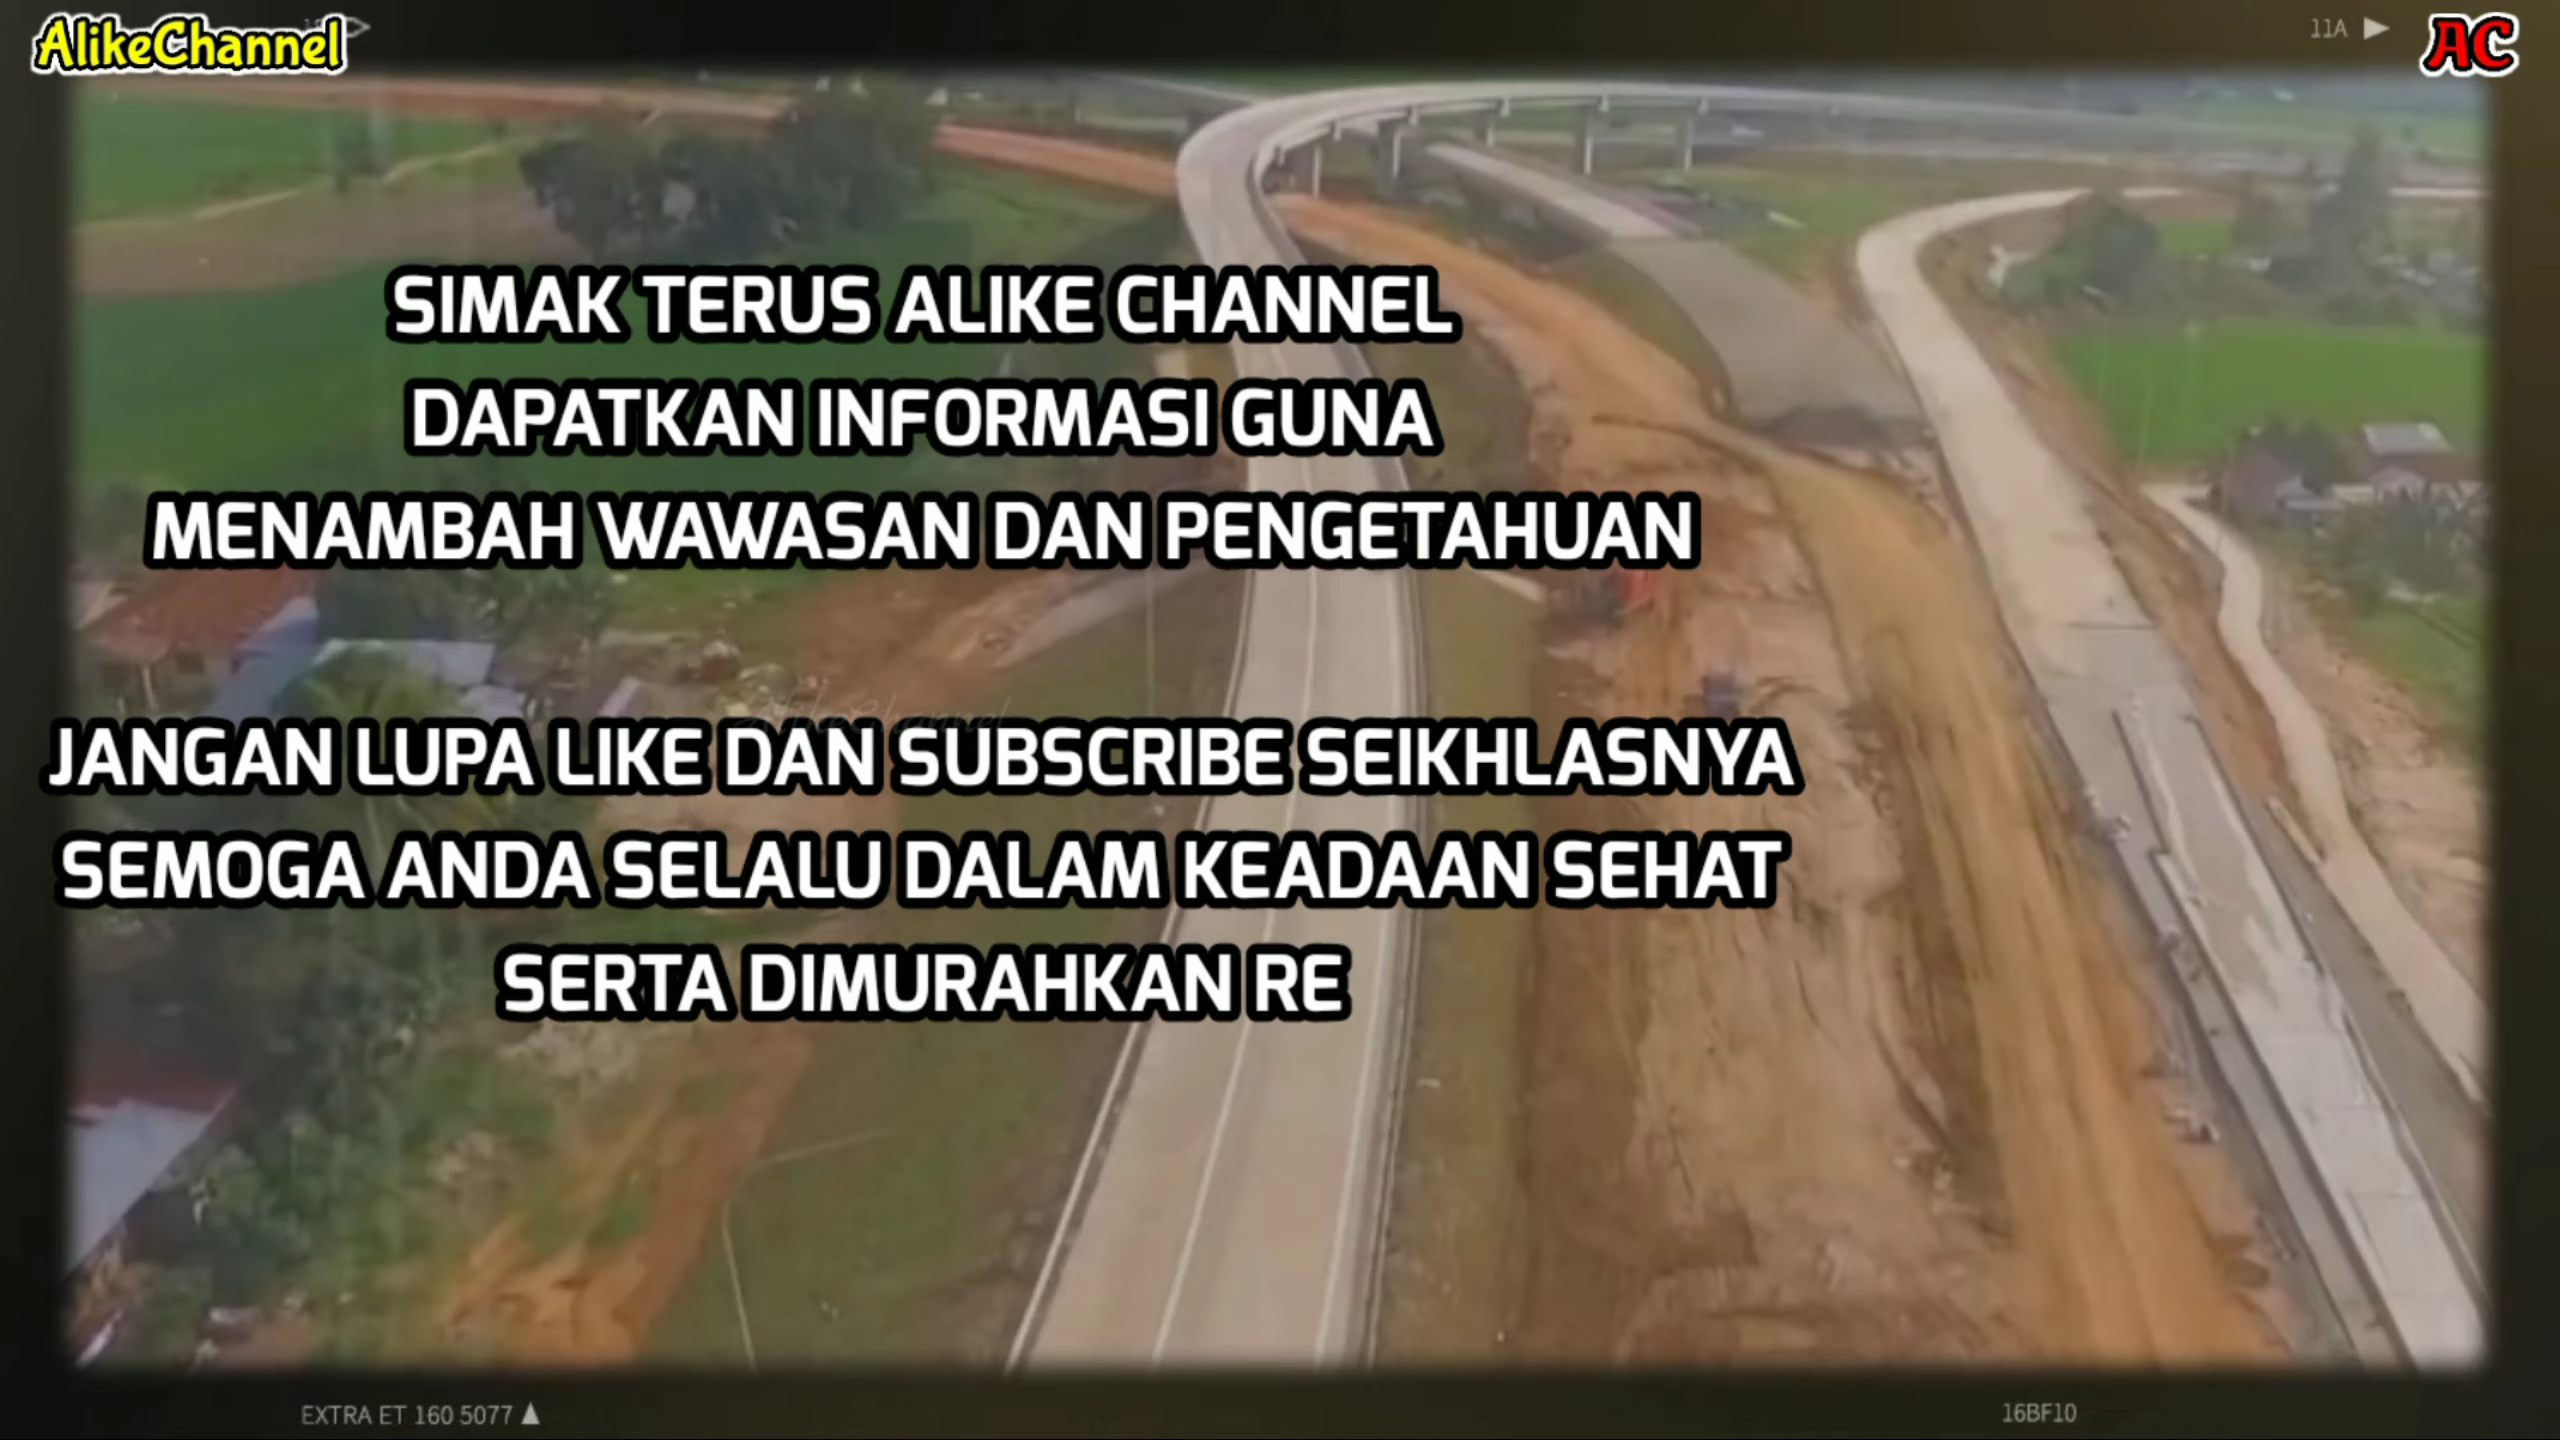 AlikeChannel
11A
AC
SIMAK TERUS ALIKE CHANNEL
DAPATKAN INFORMASI GUNA
MENAMBAH WAWASAN DAN PENGETAHUAN
AlikeChannel
JANGAN LUPA LIKE DAN SUBSCRIBE SEIKHLASNYA
SEMOGA ANDA SELALU DALAM KEADAAN SEHAT
SERTA DIMURAHKAN RE
EXTRA ET 160 5077
16BF10